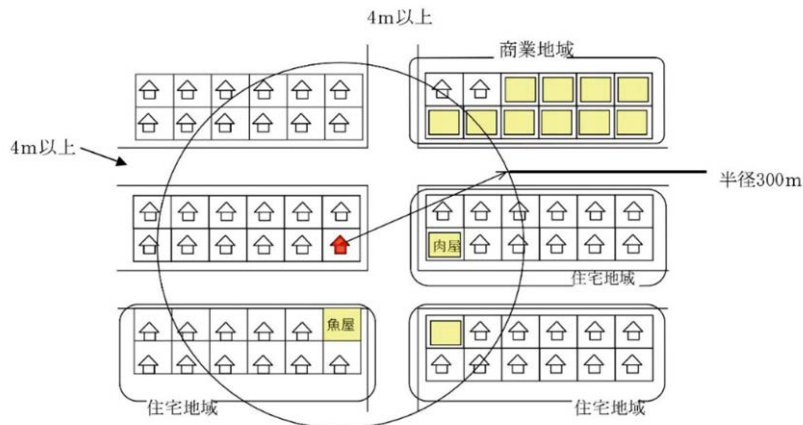 4m以上
商業地域
4m以上
半径300m
肉屋
住宅地域
魚屋
住宅地域
住宅地域